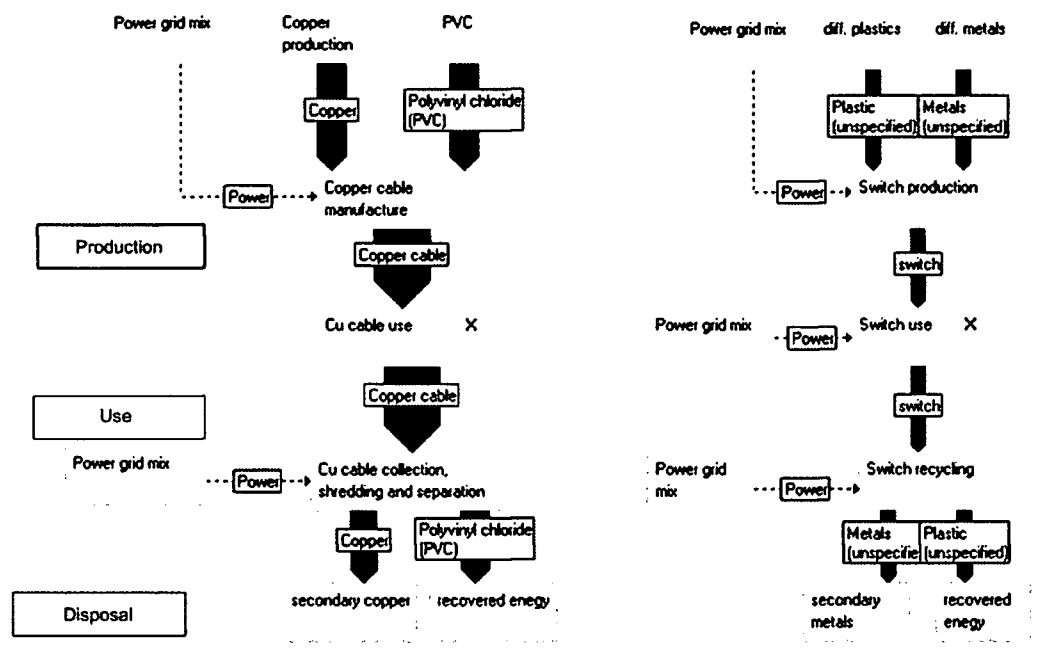 Power grid mix
Copper
production
PVC
Power grid mix
diff. plastics
diff. metals
Copper
Polyvinyl chloride
(PVC)
Plastic
(unspecified)
Metals
(unspecified)
Power
Copper cable
manufacture
Power
Switch production
Production
Copper cable
switch
Cu cable use
X
Power grid mix
Power
Switch use
X
Copper cable
switch
Use
Power grid mix
Power
Cu cable collection,
shredding and separation
Power grid
mix
Power
Switch recycling
Copper
Polyvinyl chloride
(PVC)
Metals
(unspecifie
Plastic
(unspecified)
Disposal
secondary copper
recovered enegy
secondary
metals
recovered
enegy